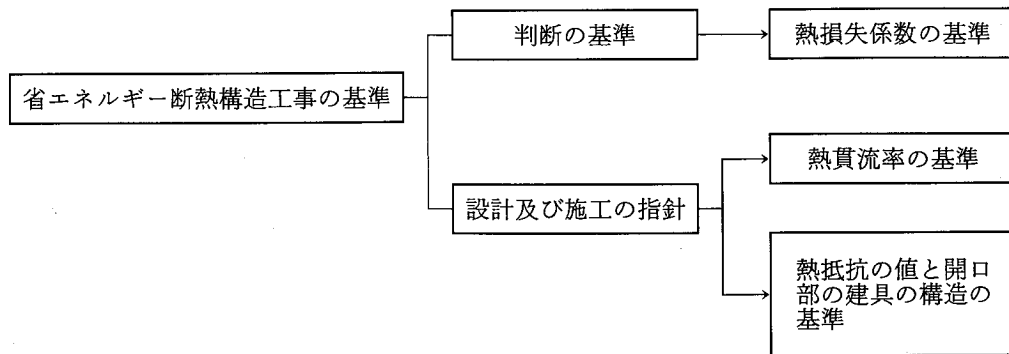 判断の基準
熱損失係数の基準
省エネルギー断熱構造工事の基準
熱貫流率の基準
設計及び施工の指針
熱抵抗の値と開口
部の建具の構造の
基準